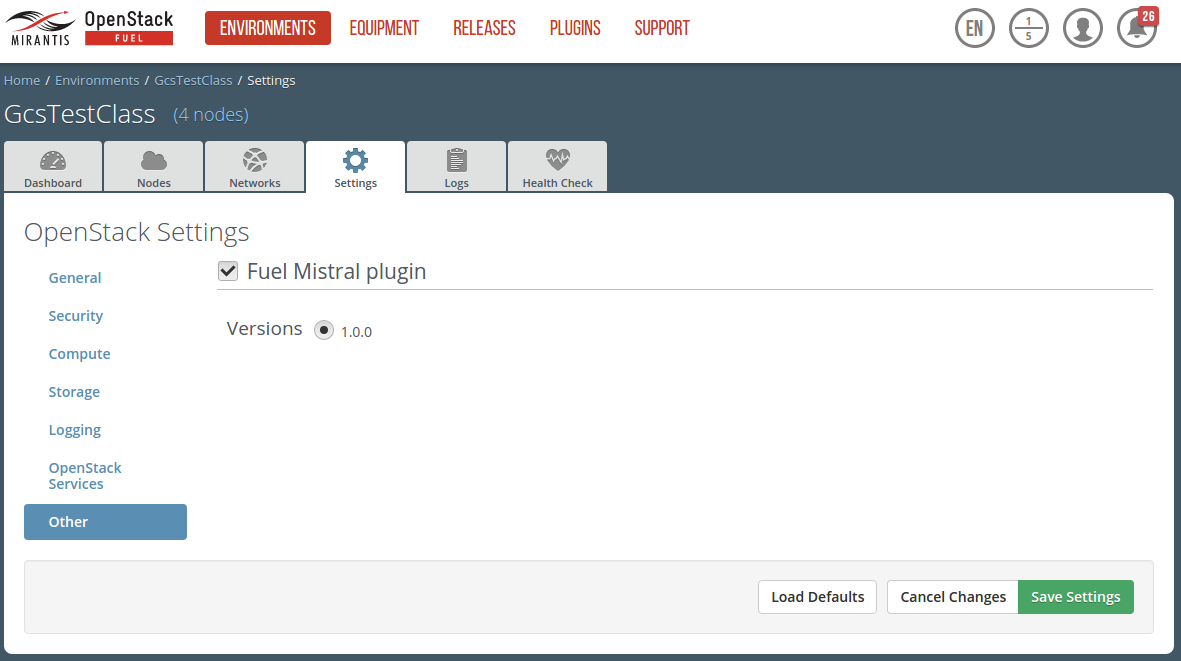 MIRANTIS
OpenStack
FUEL
ENVIRONMENTS EQUIPMENT RELEASES PLUGINS SUPPORT
EN
1
5
26
Home / Environments / GcsTestClass / Settings
GcsTestClass (4 nodes)
Dashboard Nodes Networks Settings Logs Health Check
OpenStack Settings
General
Security
Compute
Storage
Logging
OpenStack
Services
Other
Fuel Mistral plugin
Versions 1.0.0
Load Defaults Cancel Changes Save Settings